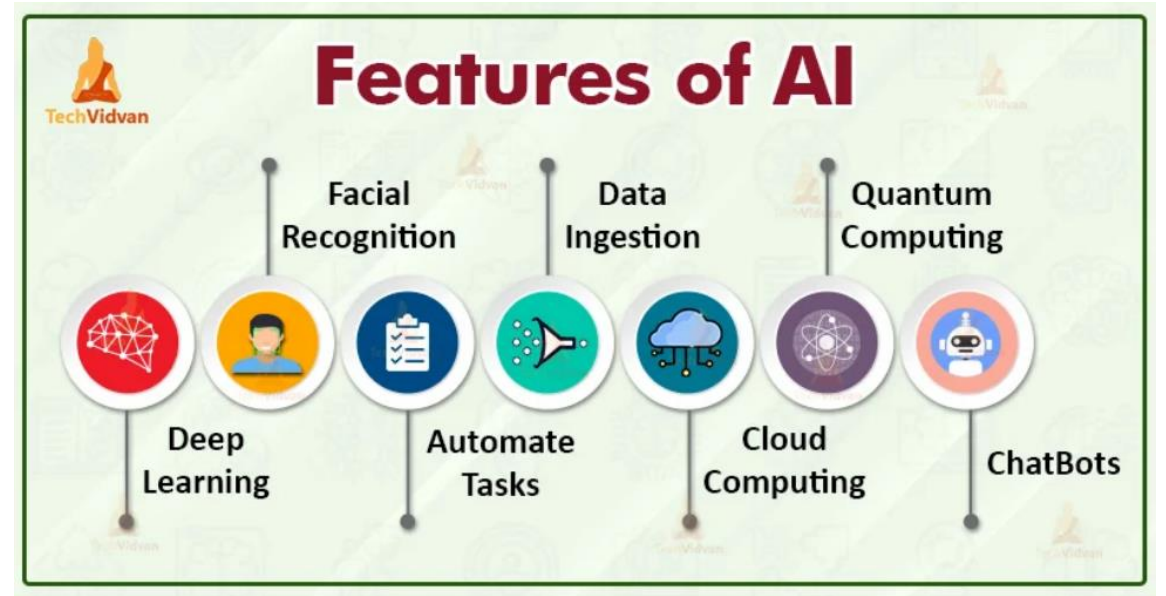 Features of AI
TechVidvan
Facial
Recognition
Data
Ingestion
Quantum
Computing
Deep
Learning
Automate
Tasks
Cloud
Computing
ChatBots